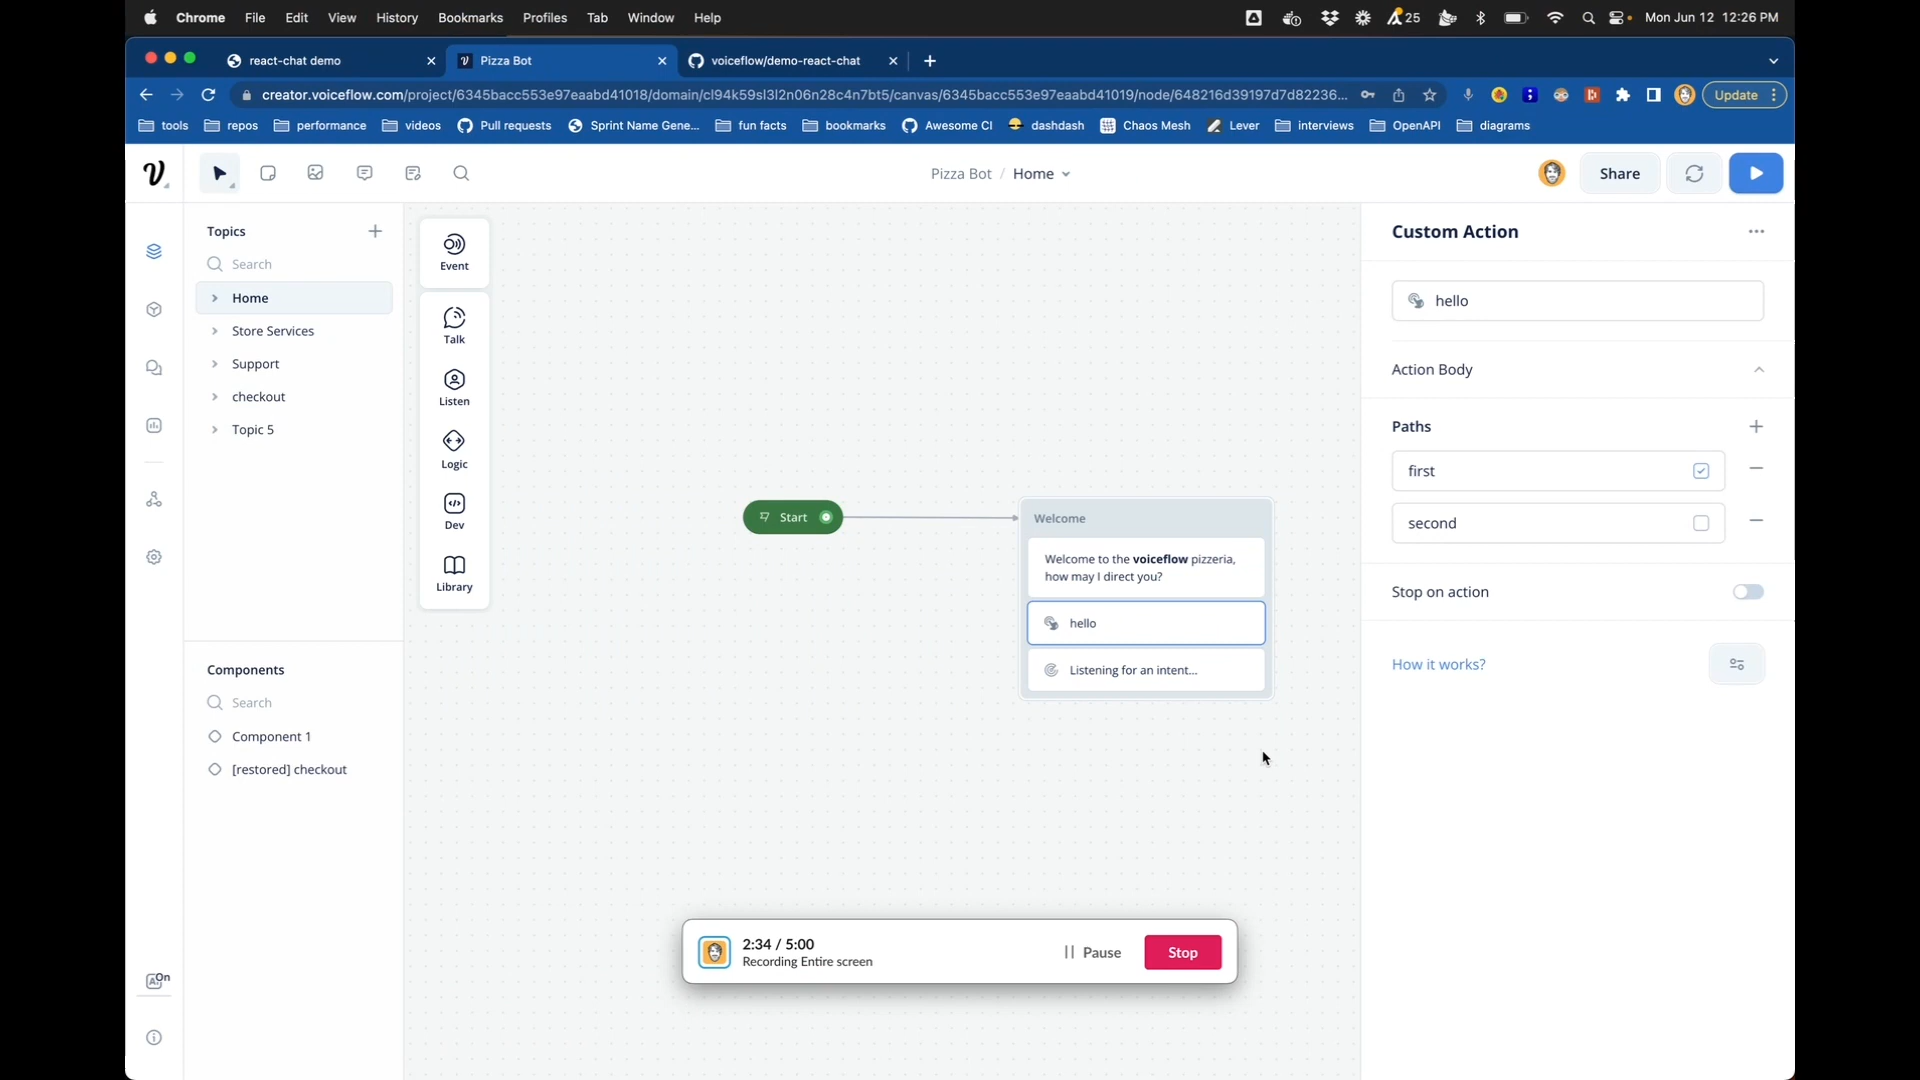 Chrome File Edit View History Bookmarks Profiles Tab Window Help 25 Mon Jun 12 12:26 PM
react-chat demo Pizza Bot voiceflow/demo-react-chat
creator.voiceflow.com/project/6345bacc553e97eaabd41018/domain/cl94k59sl3l2n06n28c4n7bt5/canvas/6345bacc553e97eaabd41019/node/648216d39197d7d82236... Update
tools repos performance videos Pull requests Sprint Name Gene... fun facts bookmarks Awesome CI dashdash Chaos Mesh Lever interviews OpenAPI diagrams
Pizza Bot / Home Share
Topics
Search
Home
Store Services
Support
checkout
Topic 5
Components
Search
Component 1
[restored] checkout
On
Event
Talk
Listen
Logic
Dev
Library
Start
Welcome
Welcome to the voiceflow pizzeria,
how may I direct you?
hello
Listening for an intent...
Custom Action
hello
Action Body
Paths
first
second
Stop on action
How it works?
2:34 / 5:00
Recording Entire screen
Pause
Stop